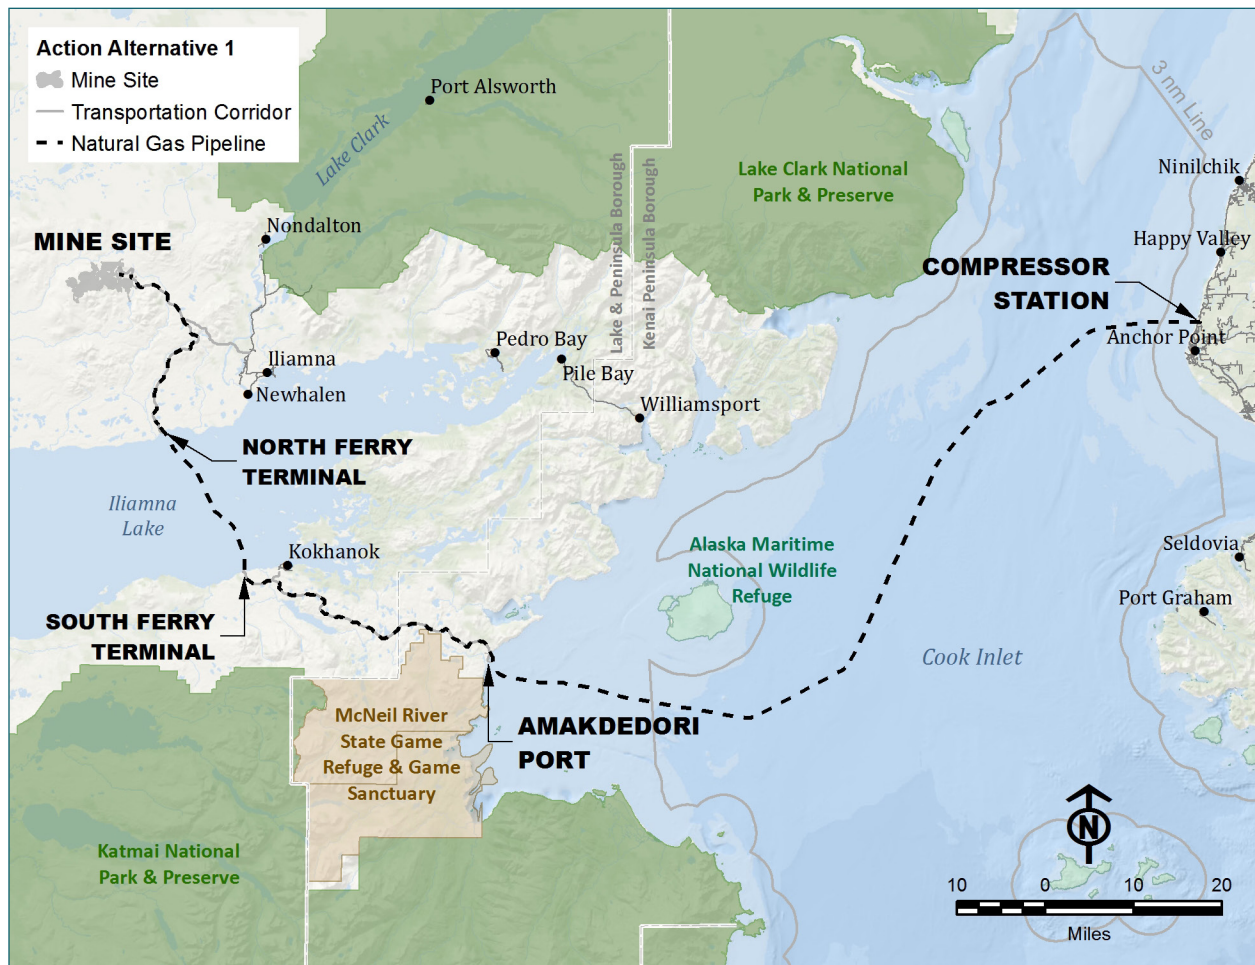 Action Alternative 1
Mine Site
Transportation Corridor
Natural Gas Pipeline
Port Alsworth
Lake Clark
3 nm Line
Ninilchik
Lake Clark National
Park & Preserve
Lake & Peninsula Borough
Kenai Peninsula Borough
Nondalton
MINE SITE
Happy Valley
COMPRESSOR
STATION
Anchor Point
Pedro Bay
Pile Bay
Iliamna
Newhalen
Williamsport
NORTH FERRY
TERMINAL
Iliamna
Lake
Kokhanok
Alaska Maritime
National Wildlife
Refuge
Seldovia
Port Graham
SOUTH FERRY
TERMINAL
Cook Inlet
McNeil River
State Game
Refuge & Game
Sanctuary
AMAKDEDORI
PORT
Katmai National
Park & Preserve
N
10 0 10 20
Miles